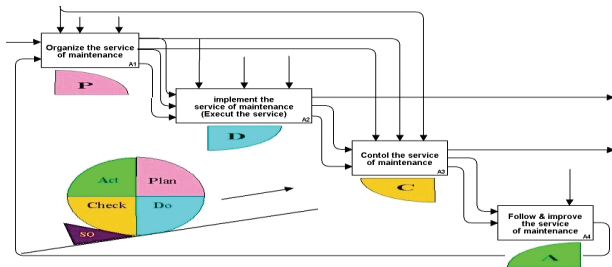 Organize the service
of maintenance
A1
P
implement the
service of maintenance
(Execut the service)
A2
D
Contol the service
of maintenance
A3
C
Follow & improve
the service
of maintenance
A4
A
Act
Plan
Check
Do
SO